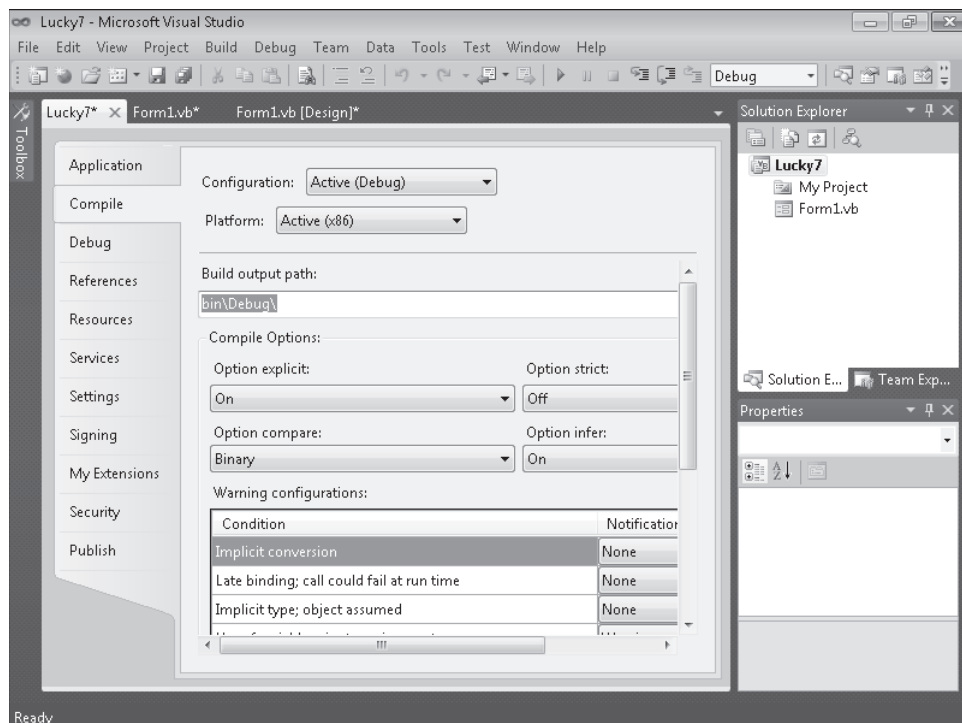 Lucky7 - Microsoft Visual Studio
File Edit View Project Build Debug Team Data Tools Test Window Help
Debug
Toolbox
Lucky7* Form1.vb* Form1.vb [Design]*
Application
Compile
Debug
References
Resources
Services
Settings
Signing
My Extensions
Security
Publish
Configuration: Active (Debug)
Platform: Active (x86)
Build output path:
bin\Debug\
Compile Options:
Option explicit: Option strict:
On Off
Option compare: Option infer:
Binary On
Warning configurations:
Condition Notification
Implicit conversion None
Late binding; call could fail at run time None
Implicit type; object assumed None
Solution Explorer
Lucky7
My Project
Form1.vb
Solution E... Team Exp...
Properties
Ready